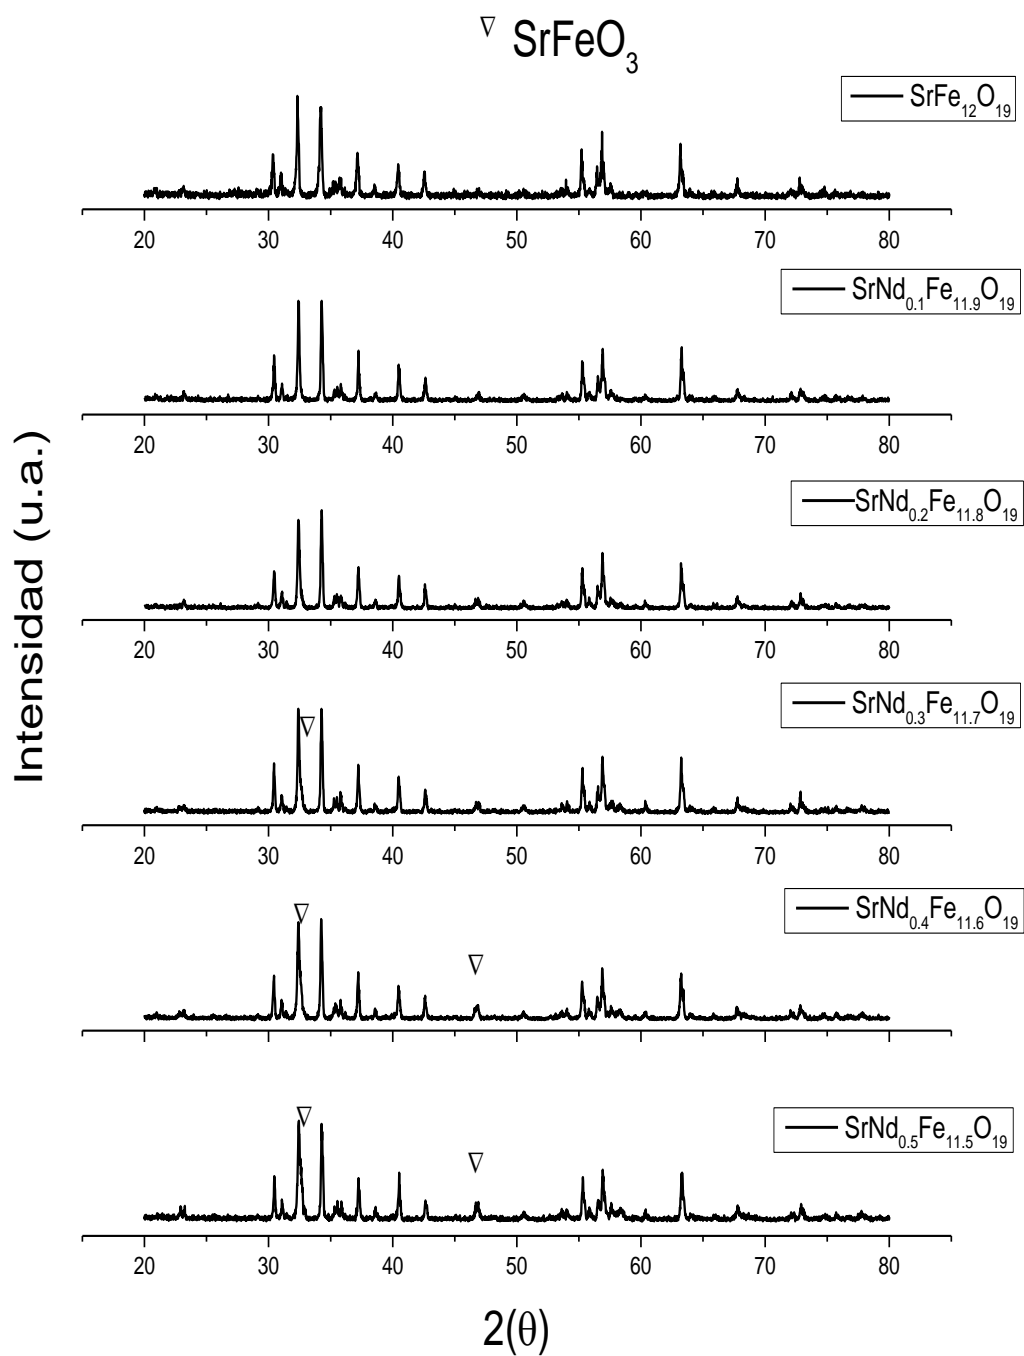 ▽ SrFeO₃
SrFe₁₂O₁₉
20 30 40 50 60 70 80
SrNd₀.₁Fe₁₁.₉O₁₉
20 30 40 50 60 70 80
SrNd₀.₂Fe₁₁.₈O₁₉
20 30 40 50 60 70 80
Intensidad (u.a.)
SrNd₀.₃Fe₁₁.₇O₁₉
▽
20 30 40 50 60 70 80
SrNd₀.₄Fe₁₁.₆O₁₉
▽ ▽
20 30 40 50 60 70 80
SrNd₀.₅Fe₁₁.₅O₁₉
▽ ▽
20 30 40 50 60 70 80
2(θ)